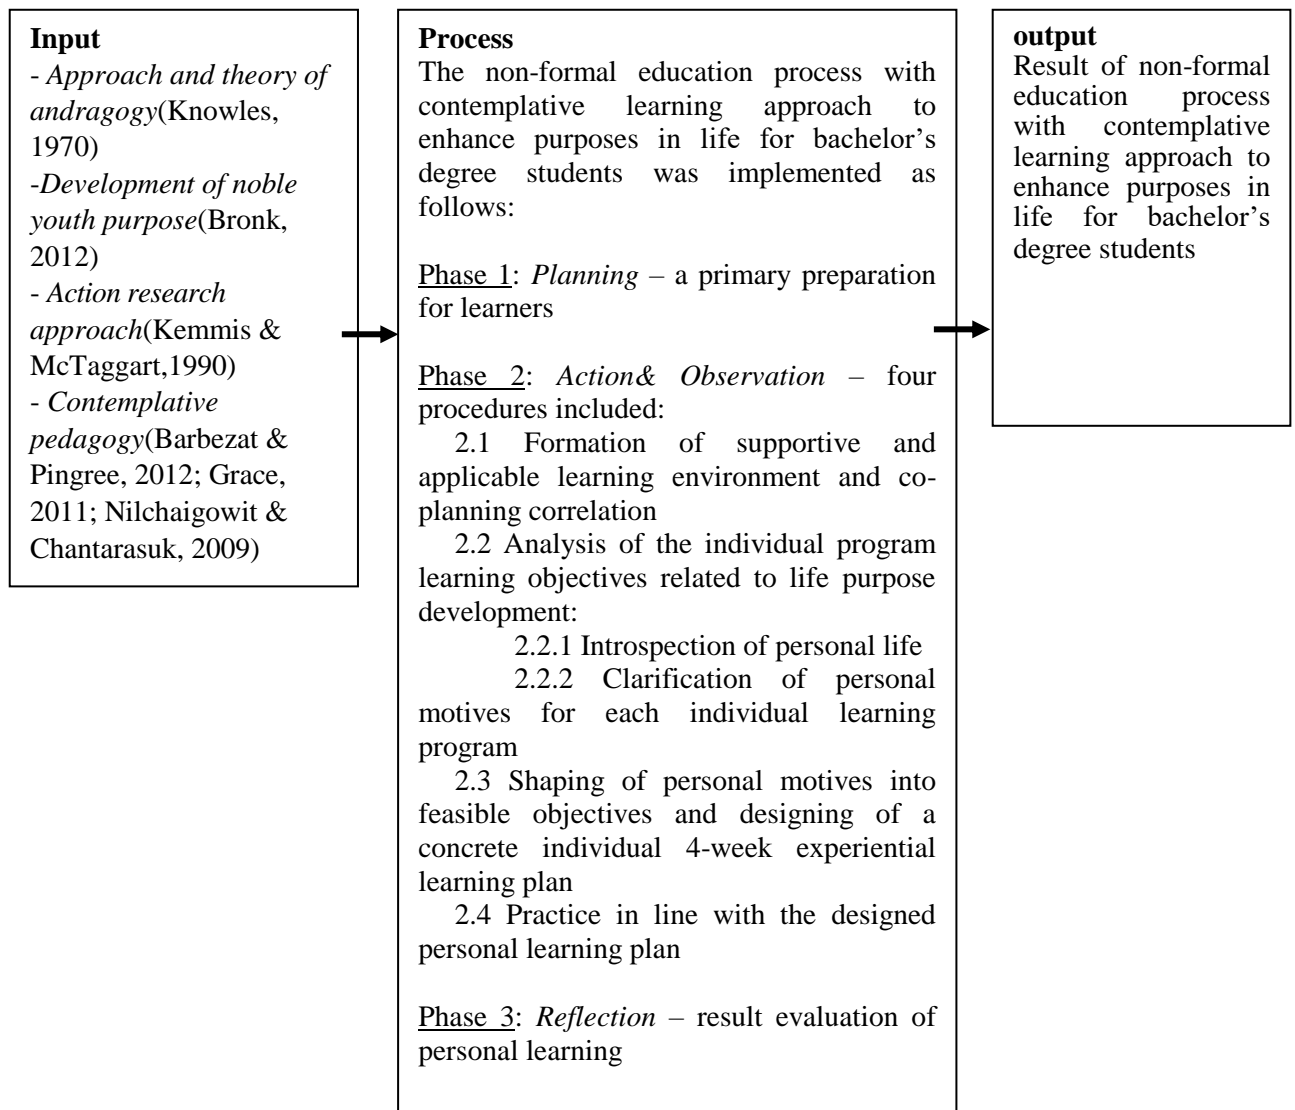 Input
- Approach and theory of
andragogy(Knowles,
1970)
-Development of noble
youth purpose(Bronk,
2012)
- Action research
approach(Kemmis &
McTaggart,1990)
- Contemplative
pedagogy(Barbezat &
Pingree, 2012; Grace,
2011; Nilchaigowit &
Chantarasuk, 2009)
Process
The non-formal education process with
contemplative learning approach to
enhance purposes in life for bachelor’s
degree students was implemented as
follows:
Phase 1: Planning – a primary preparation
for learners
Phase 2: Action& Observation – four
procedures included:
2.1 Formation of supportive and
applicable learning environment and co-
planning correlation
2.2 Analysis of the individual program
learning objectives related to life purpose
development:
2.2.1 Introspection of personal life
2.2.2 Clarification of personal
motives for each individual learning
program
2.3 Shaping of personal motives into
feasible objectives and designing of a
concrete individual 4-week experiential
learning plan
2.4 Practice in line with the designed
personal learning plan
Phase 3: Reflection – result evaluation of
personal learning
output
Result of non-formal
education process
with contemplative
learning approach to
enhance purposes in
life for bachelor’s
degree students